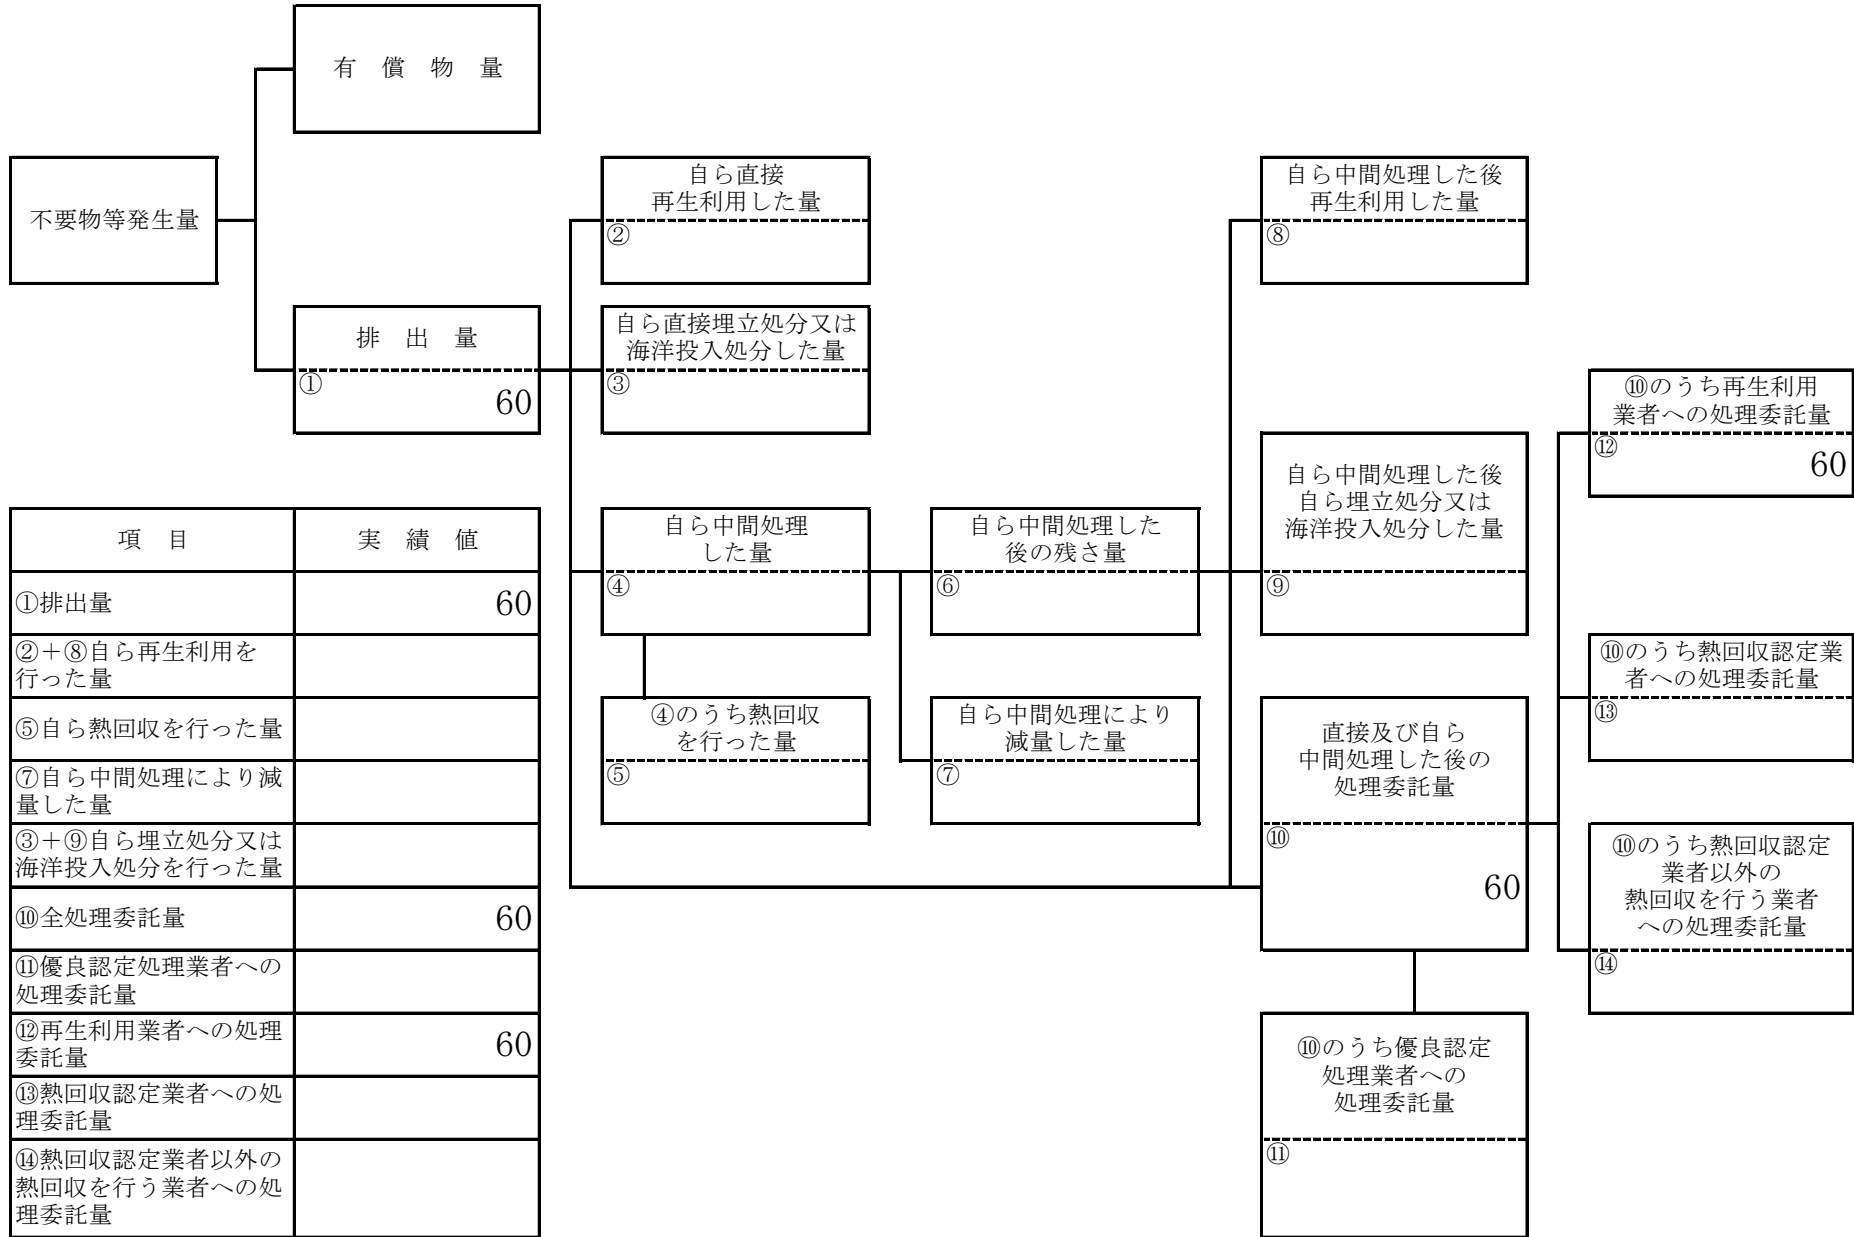 有　償　物　量
不要物等発生量
排　出　量
①
60
自ら直接
再生利用した量
②
自ら直接埋立処分又は
海洋投入処分した量
③
自ら中間処理
した量
④
④のうち熱回収
を行った量
⑤
自ら中間処理した
後の残さ量
⑥
自ら中間処理により
減量した量
⑦
自ら中間処理した後
再生利用した量
⑧
自ら中間処理した後
自ら埋立処分又は
海洋投入処分した量
⑨
直接及び自ら
中間処理した後の
処理委託量
⑩
60
⑩のうち優良認定
処理業者への
処理委託量
⑪
⑩のうち再生利用
業者への処理委託量
⑫
60
⑩のうち熱回収認定業
者への処理委託量
⑬
⑩のうち熱回収認定
業者以外の
熱回収を行う業者
への処理委託量
⑭
項　目　実　績　値
①排出量　60
②＋⑧自ら再生利用を
行った量
⑤自ら熱回収を行った量
⑦自ら中間処理により減
量した量
③＋⑨自ら埋立処分又は
海洋投入処分を行った量
⑩全処理委託量　60
⑪優良認定処理業者への
処理委託量
⑫再生利用業者への処理
委託量　60
⑬熱回収認定業者への処
理委託量
⑭熱回収認定業者以外の
熱回収を行う業者への処
理委託量